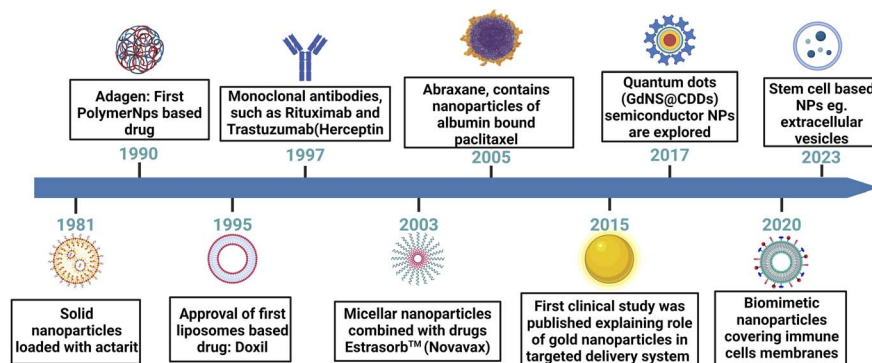 Adagen: First
PolymerNps based
drug
1990
Monoclonal antibodies,
such as Rituximab and
Trastuzumab(Herceptin
1997
Abraxane, contains
nanoparticles of
albumin bound
paclitaxel
2005
Quantum dots
(GdNS@CDDs)
semiconductor NPs
are explored
2017
Stem cell based
NPs eg.
extracellular
vesicles
2023
1981
Solid
nanoparticles
loaded with actarit
1995
Approval of first
liposomes based
drug: Doxil
2003
Micellar nanoparticles
combined with drugs
Estrasorb™ (Novavax)
2015
First clinical study was
published explaining role
of gold nanoparticles in
targeted delivery system
2020
Biomimetic
nanoparticles
covering immune
cells membranes